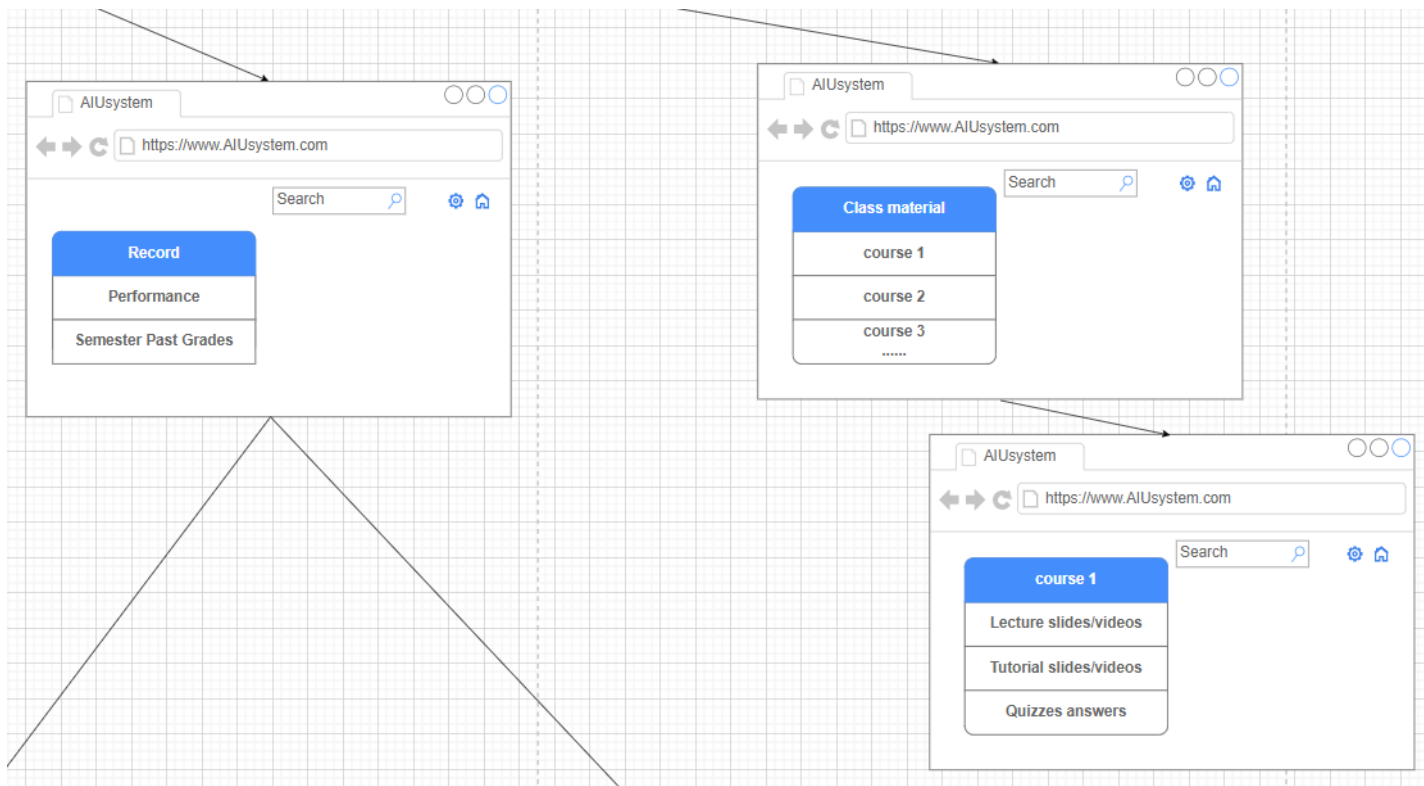 AIUsystem
https://www.AIUsystem.com
Search
Record
Performance
Semester Past Grades
AIUsystem
https://www.AIUsystem.com
Search
Class material
course 1
course 2
course 3
......
AIUsystem
https://www.AIUsystem.com
Search
course 1
Lecture slides/videos
Tutorial slides/videos
Quizzes answers